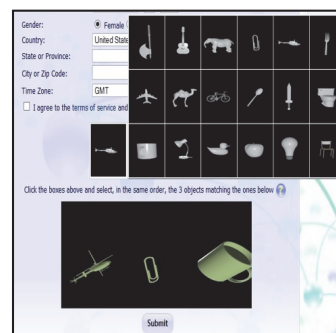 Gender: Female
Country: United State
State or Province:
City or Zip Code:
Time Zone: GMT
I agree to the terms of service and
Click the boxes above and select, in the same order, the 3 objects matching the ones below
Submit